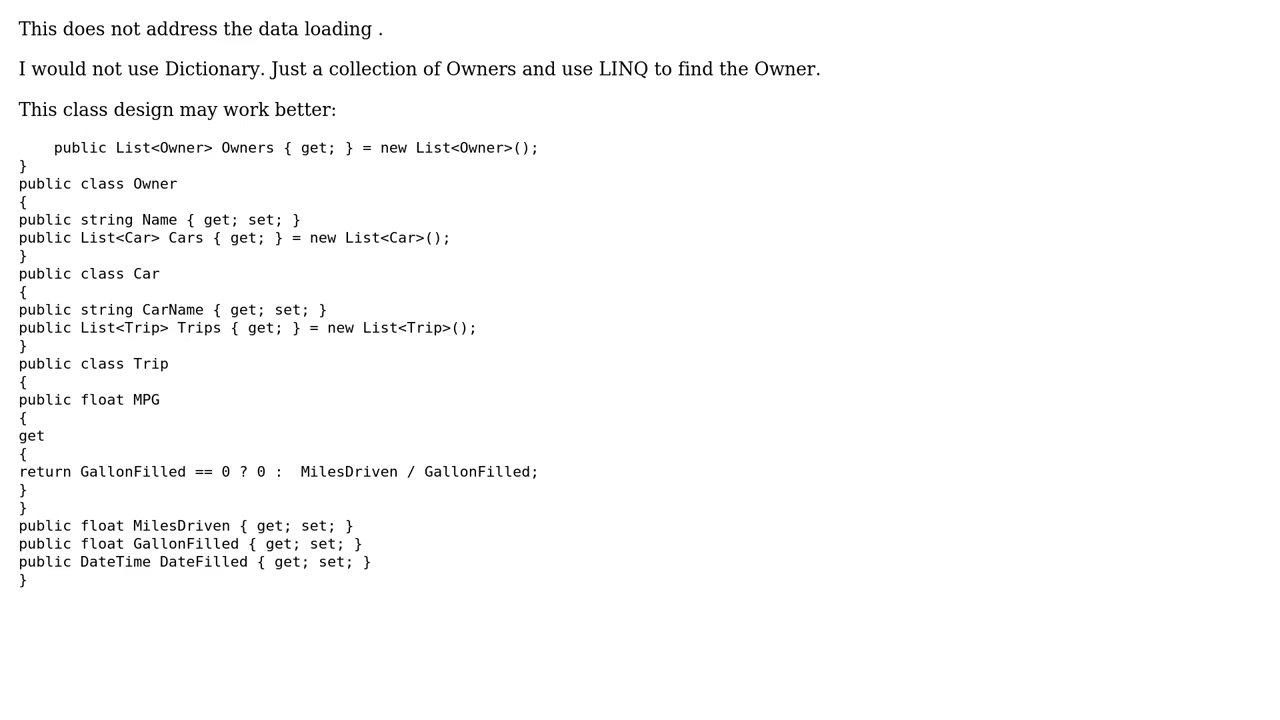 This does not address the data loading .
I would not use Dictionary. Just a collection of Owners and use LINQ to find the Owner.
This class design may work better:
    public List<Owner> Owners { get; } = new List<Owner>();
}
public class Owner
{
public string Name { get; set; }
public List<Car> Cars { get; } = new List<Car>();
}
public class Car
{
public string CarName { get; set; }
public List<Trip> Trips { get; } = new List<Trip>();
}
public class Trip
{
public float MPG
{
get
{
return GallonFilled == 0 ? 0 :  MilesDriven / GallonFilled;
}
}
public float MilesDriven { get; set; }
public float GallonFilled { get; set; }
public DateTime DateFilled { get; set; }
}